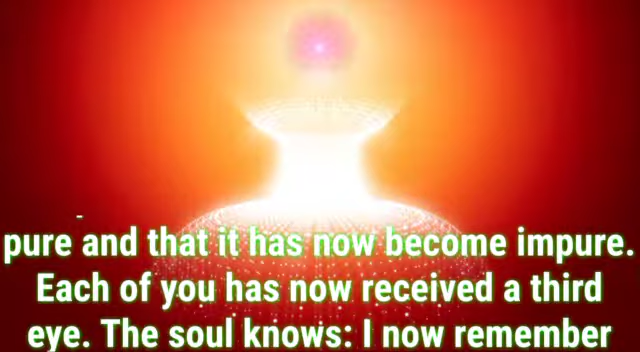 pure and that it has now become impure.
Each of you has now received a third
eye. The soul knows: I now remember